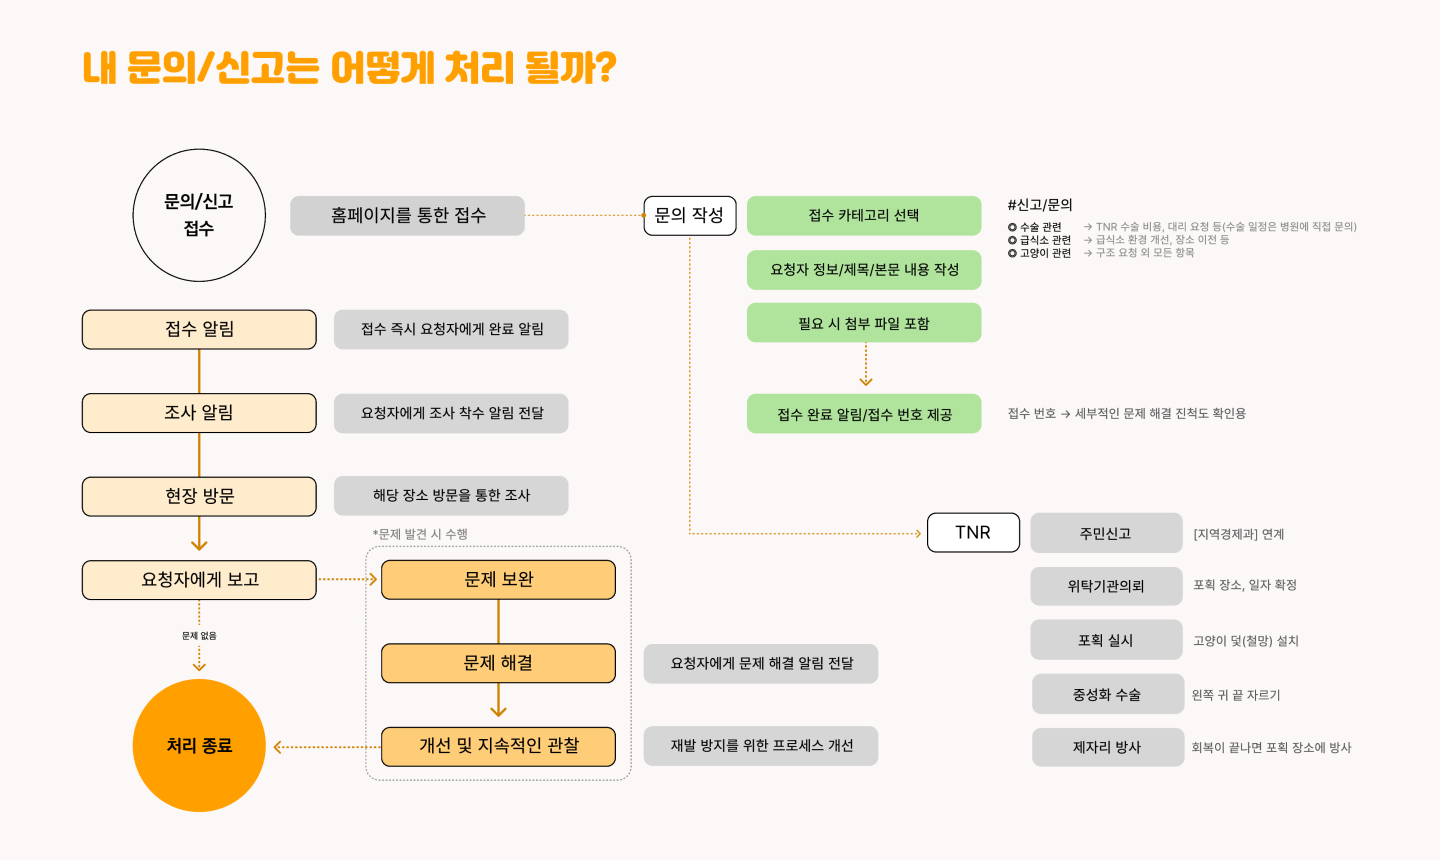 내 문의/신고는 어떻게 처리 될까?
문의/신고
접수
홈페이지를 통한 접수
문의 작성
접수 카테고리 선택
#신고/문의
◎ 수술 관련 → TNR 수술 비용, 대리 요청 등(수술 일정은 병원에 직접 문의)
◎ 급식소 관련 → 급식소 환경 개선, 장소 이전 등
◎ 고양이 관련 → 구조 요청 외 모든 항목
요청자 정보/제목/본문 내용 작성
필요 시 첨부 파일 포함
접수 완료 알림/접수 번호 제공
접수 번호 → 세부적인 문제 해결 진척도 확인용
접수 알림
접수 즉시 요청자에게 완료 알림
조사 알림
요청자에게 조사 착수 알림 전달
현장 방문
해당 장소 방문을 통한 조사
*문제 발견 시 수행
요청자에게 보고
문제 보완
문제 없음
문제 해결
요청자에게 문제 해결 알림 전달
처리 종료
개선 및 지속적인 관찰
재발 방지를 위한 프로세스 개선
TNR
주민신고
[지역경제과] 연계
위탁기관의뢰
포획 장소, 일자 확정
포획 실시
고양이 덫(철망) 설치
중성화 수술
왼쪽 귀 끝 자르기
제자리 방사
회복이 끝나면 포획 장소에 방사